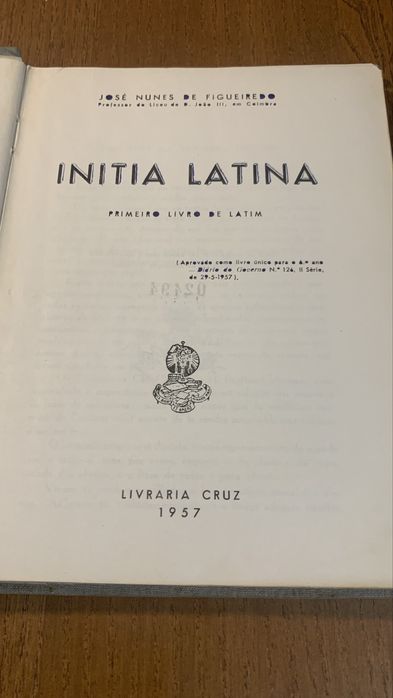 JOSÉ NUNES DE FIGUEIREDO
Professor do Liceu de D. João III, em Coimbra
INITIA LATINA
PRIMEIRO LIVRO DE LATIM
(Aprovado como livro único para o 6.º ano
— Diário do Governo N.º 126, II Série,
de 29-5-1957).
02494
LIVRARIA CRUZ
1957